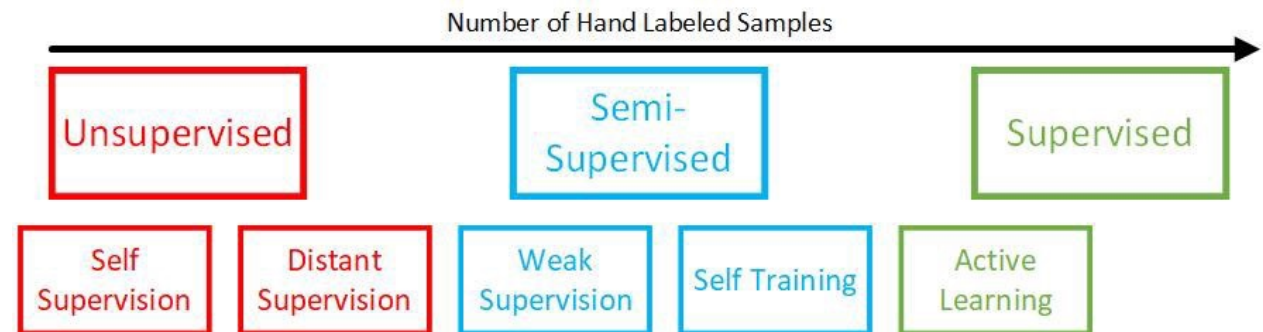 Number of Hand Labeled Samples
Unsupervised
Semi-
Supervised
Supervised
Self
Supervision
Distant
Supervision
Weak
Supervision
Self Training
Active
Learning